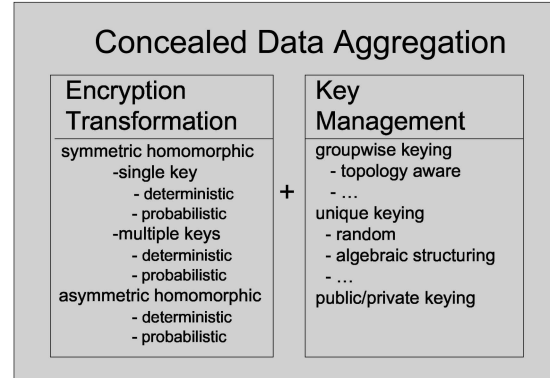 Concealed Data Aggregation
Encryption
Transformation
symmetric homomorphic
-single key
- deterministic
- probabilistic
-multiple keys
- deterministic
- probabilistic
asymmetric homomorphic
- deterministic
- probabilistic
+
Key
Management
groupwise keying
- topology aware
- ...
unique keying
- random
- algebraic structuring
- ...
public/private keying